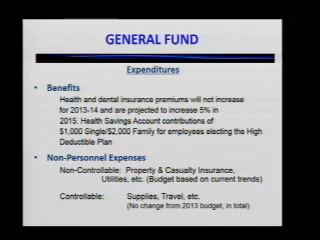 GENERAL FUND
Expenditures
• Benefits
Health and dental insurance premiums will not increase
for 2013-14 and are projected to increase 5% in
2015. Health Savings Account contributions of
$1,000 Single/$2,000 Family for employees electing the High
Deductible Plan
• Non-Personnel Expenses
Non-Controllable: Property & Casualty Insurance,
Utilities, etc. (Budget based on current trends)
Controllable: Supplies, Travel, etc.
(No change from 2013 budget, in total)